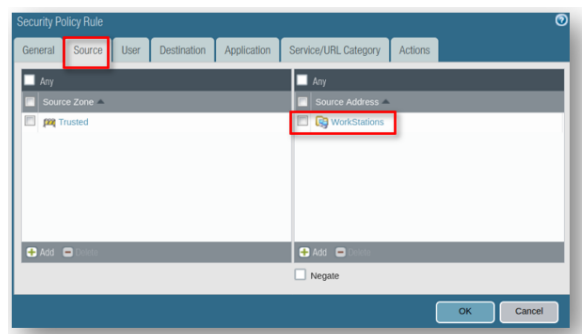 Security Policy Rule
General Source User Destination Application Service/URL Category Actions
Any Any
Source Zone Source Address
Trusted WorkStations
Add Delete Add Delete
Negate
OK Cancel